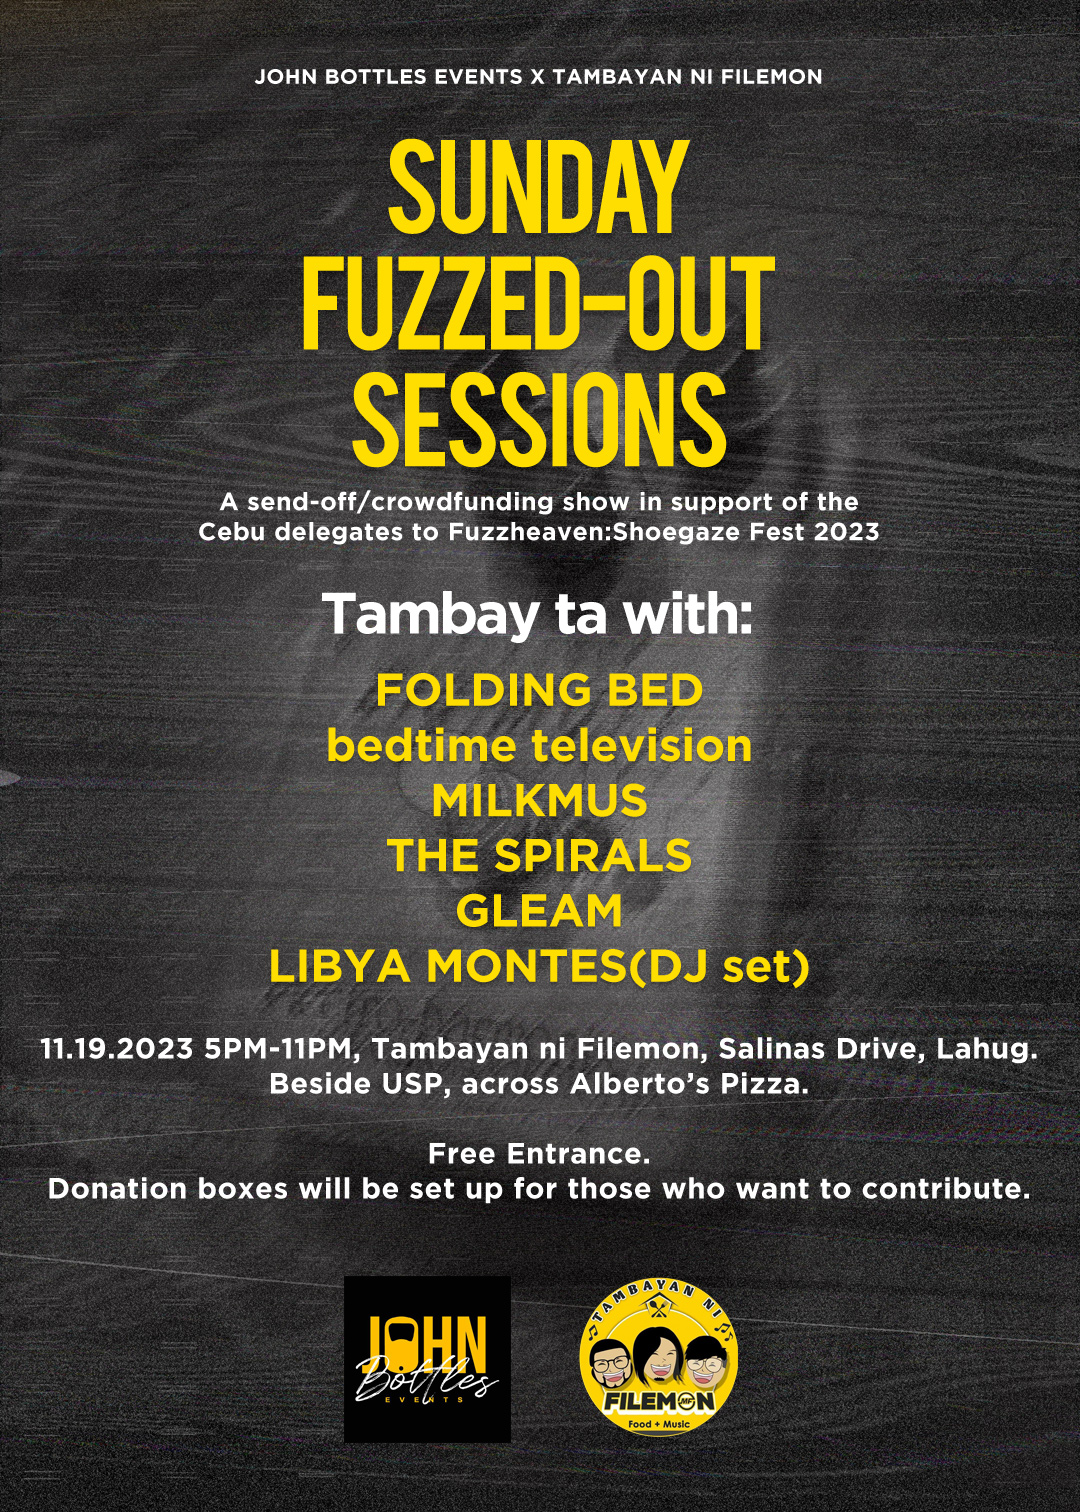 JOHN BOTTLES EVENTS X TAMBAYAN NI FILEMON
SUNDAY
FUZZED-OUT
SESSIONS
A send-off/crowdfunding show in support of the
Cebu delegates to Fuzzheaven:Shoegaze Fest 2023
Tambay ta with:
FOLDING BED
bedtime television
MILKMUS
THE SPIRALS
GLEAM
LIBYA MONTES(DJ set)
11.19.2023 5PM-11PM, Tambayan ni Filemon, Salinas Drive, Lahug.
Beside USP, across Alberto’s Pizza.
Free Entrance.
Donation boxes will be set up for those who want to contribute.
JOHN
Bottles
EVENTS
TAMBAYAN NI
FILEMON
Food + Music